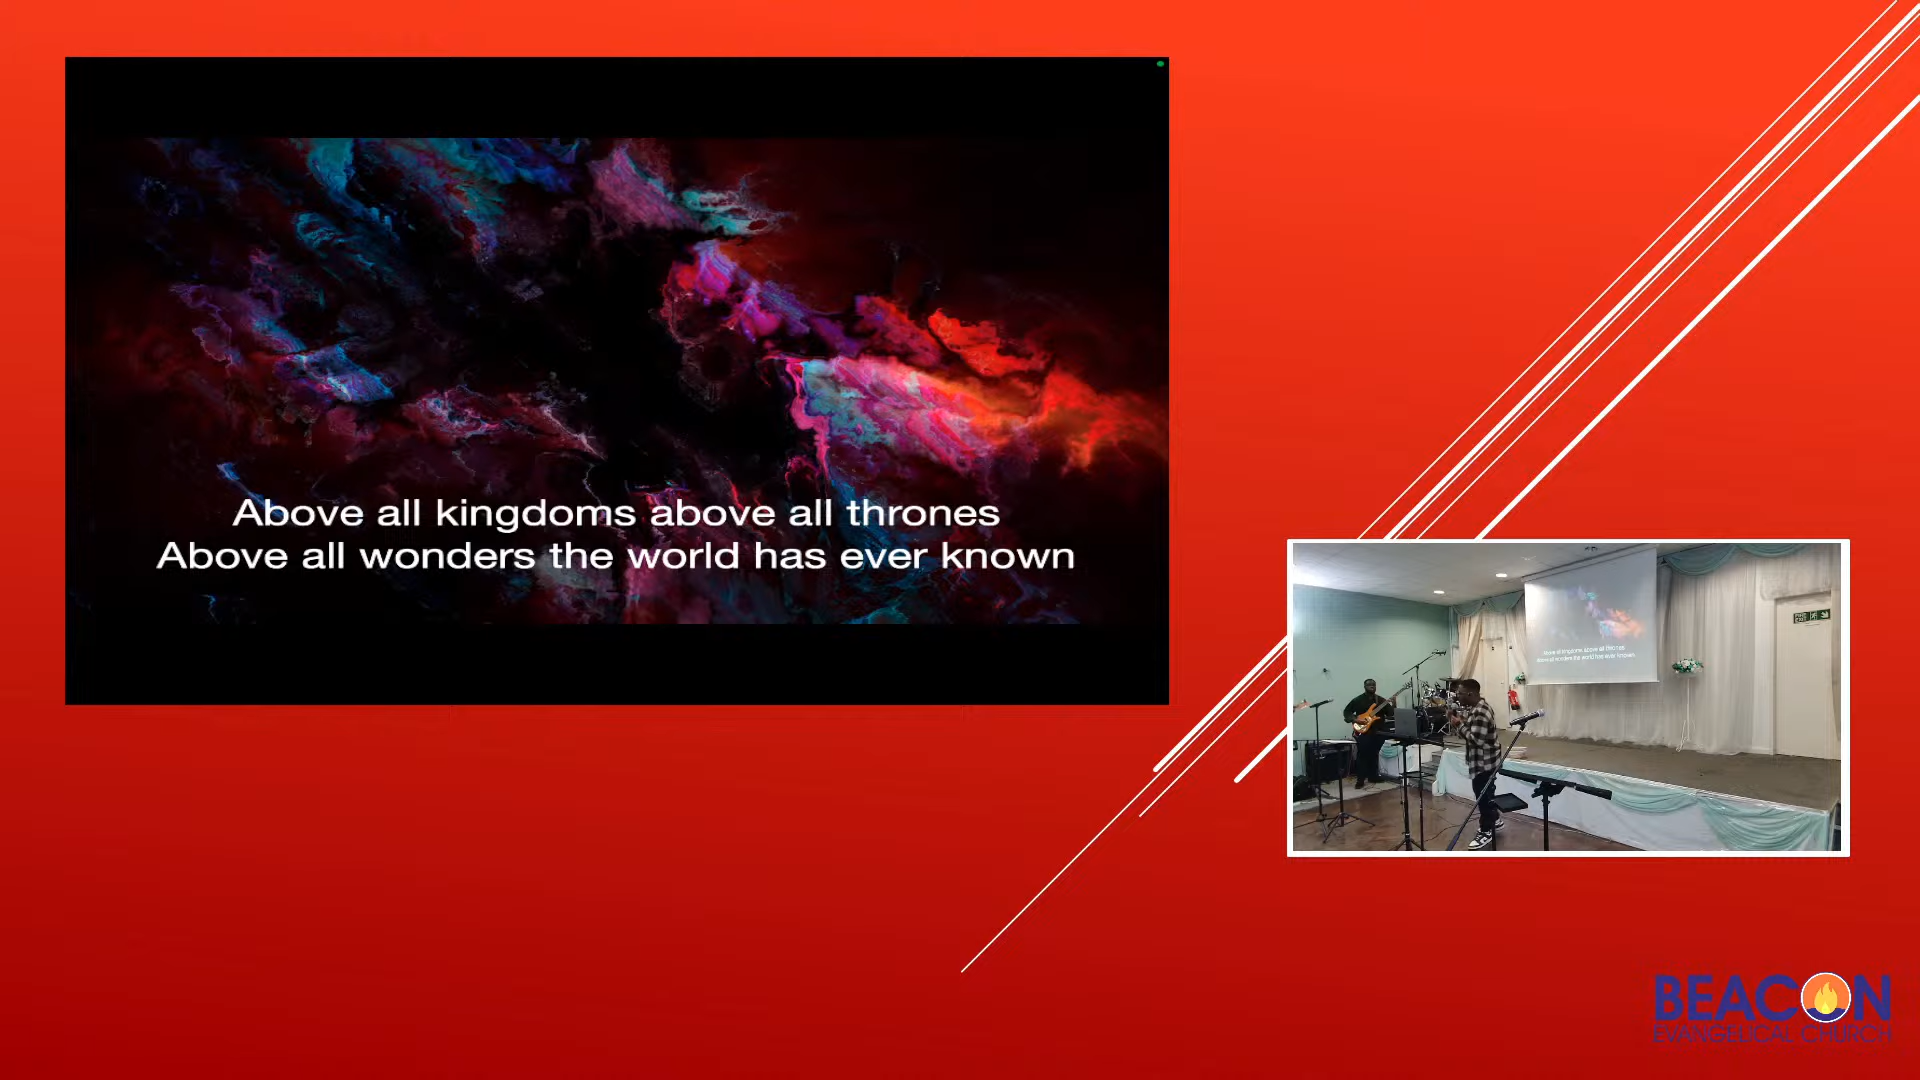 Above all kingdoms above all thrones
Above all wonders the world has ever known
BEACON
EVANGELICAL CHURCH